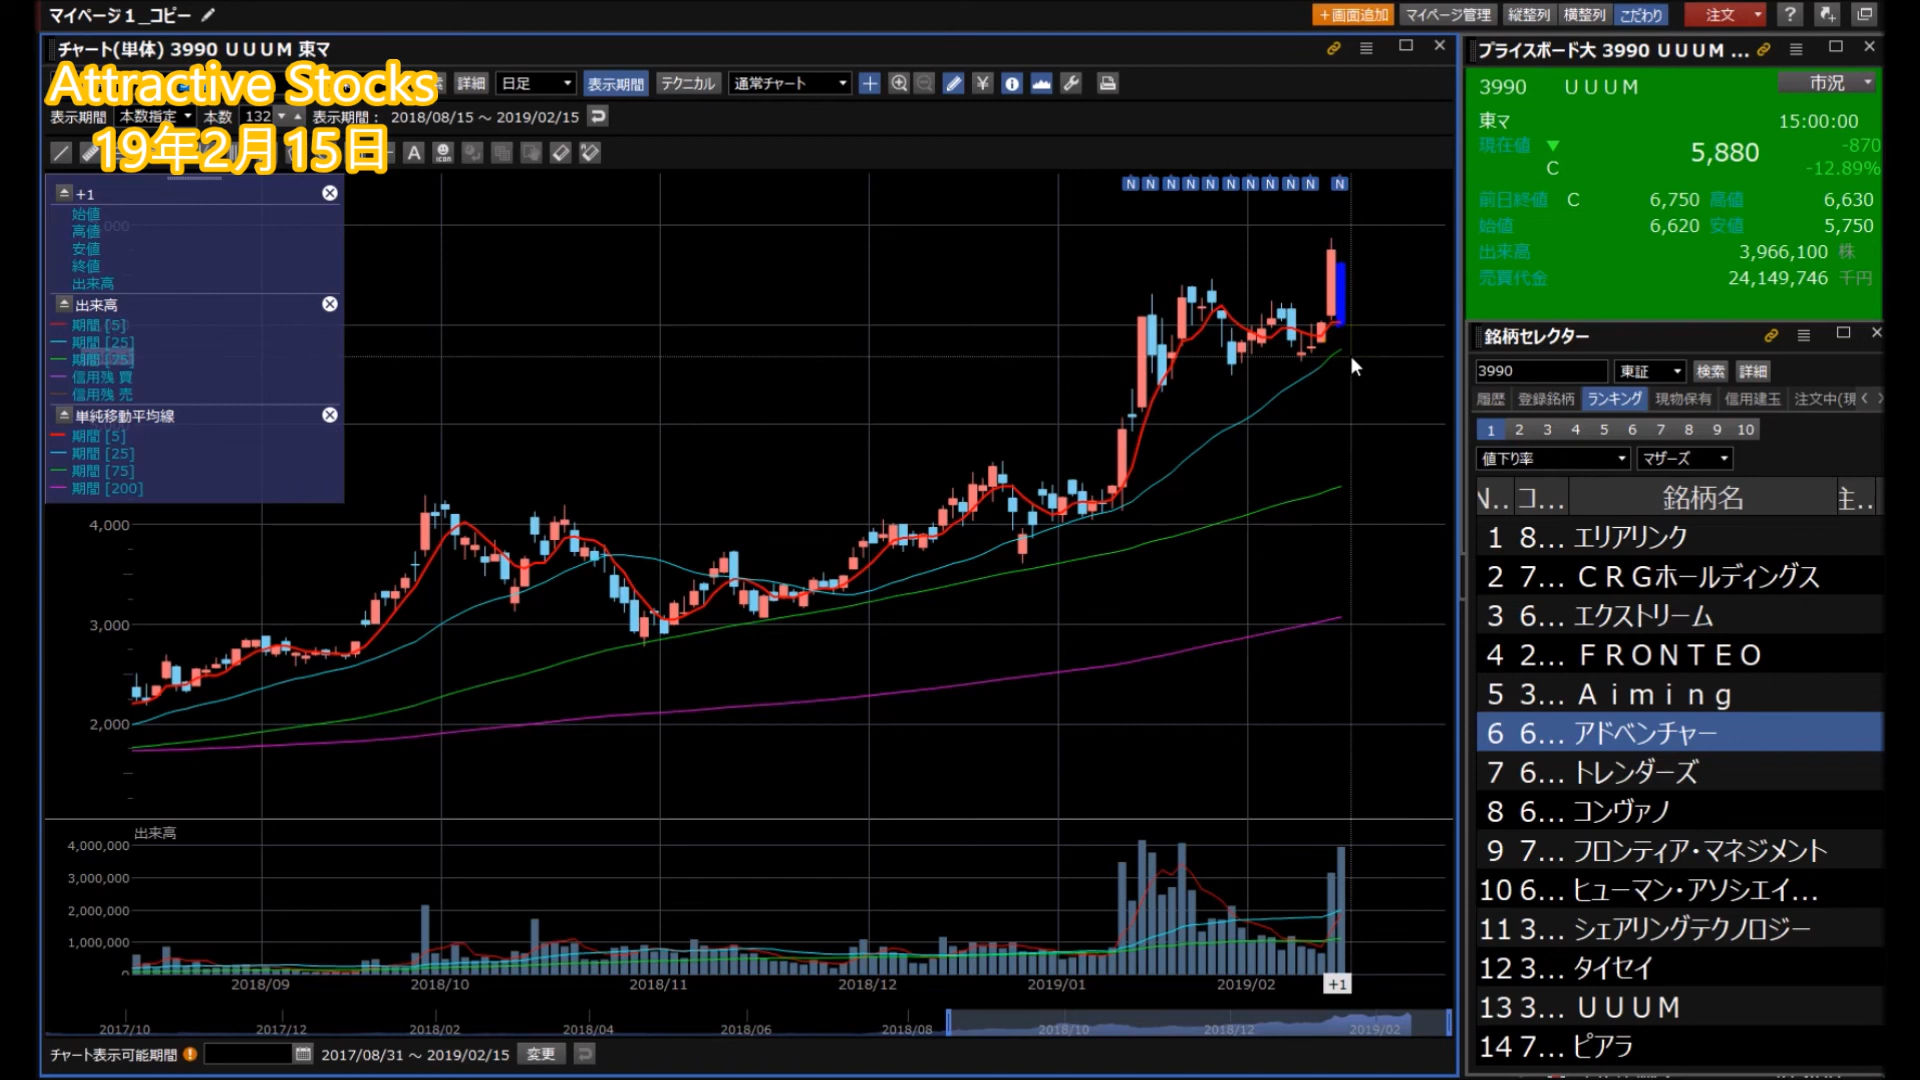 マイページ１_コピー
+画面追加 マイページ管理 縦整列 横整列 こだわり 注文 ?
チャート(単体) 3990 ＵＵＵＭ 東マ
Attractive Stocks
19年2月15日
詳細 日足 表示期間 テクニカル 通常チャート
表示期間 本数指定 本数 132 表示期間： 2018/08/15 ～ 2019/02/15
A icon
N N N N N N N N N N N
+1
始値
高値
安値
終値
出来高
出来高
期間 [5]
期間 [25]
期間 [75]
信用残 買
信用残 売
単純移動平均線
期間 [5]
期間 [25]
期間 [75]
期間 [200]
4,000
3,000
2,000
出来高
4,000,000
3,000,000
2,000,000
1,000,000
0
2018/09 2018/10 2018/11 2018/12 2019/01 2019/02 +1
2017/10 2017/12 2018/02 2018/04 2018/06 2018/08 2018/10 2018/12 2019/02
チャート表示可能期間 2017/08/31 ～ 2019/02/15 変更
プライスボード大 3990 ＵＵＵＭ ...
3990 ＵＵＵＭ 市況
東マ 15:00:00
現在値 ▼ 5,880 -870
C -12.89%
前日終値 C 6,750 高値 6,630
始値 6,620 安値 5,750
出来高 3,966,100 株
売買代金 24,149,746 千円
銘柄セレクター
3990 東証 検索 詳細
履歴 登録銘柄 ランキング 現物保有 信用建玉 注文中(現
1 2 3 4 5 6 7 8 9 10
値下り率 マザーズ
N.. コ... 銘柄名 主..
1 8... エリアリンク
2 7... ＣＲＧホールディングス
3 6... エクストリーム
4 2... ＦＲＯＮＴＥＯ
5 3... Ａｉｍｉｎｇ
6 6... アドベンチャー
7 6... トレンダーズ
8 6... コンヴァノ
9 7... フロンティア・マネジメント
10 6... ヒューマン・アソシエイ...
11 3... シェアリングテクノロジー
12 3... タイセイ
13 3... ＵＵＵＭ
14 7... ピアラ